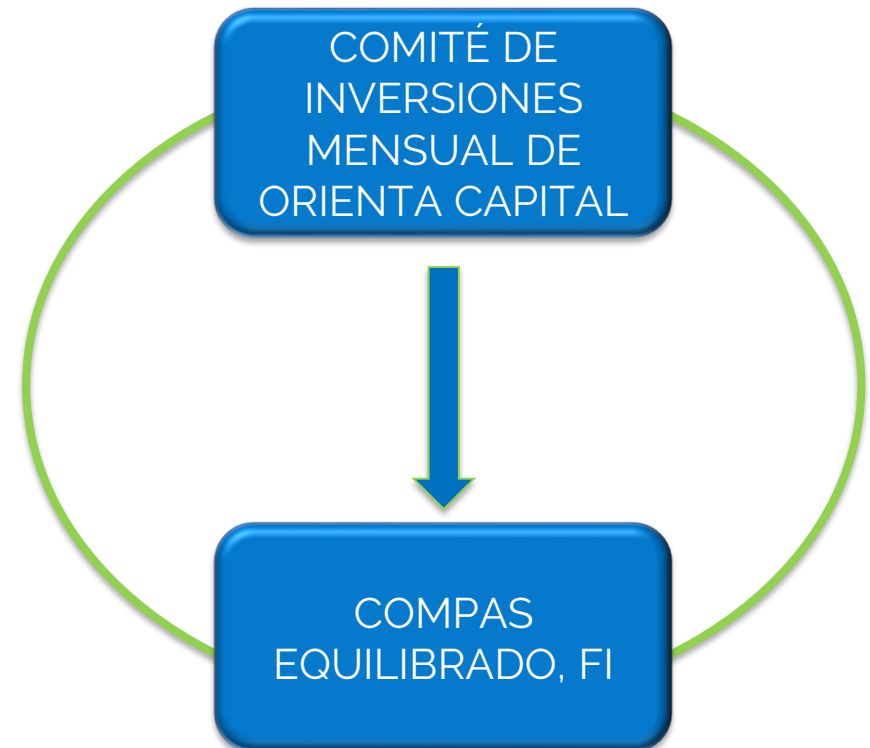 COMITÉ DE
INVERSIONES
MENSUAL DE
ORIENTA CAPITAL
COMPAS
EQUILIBRADO, FI